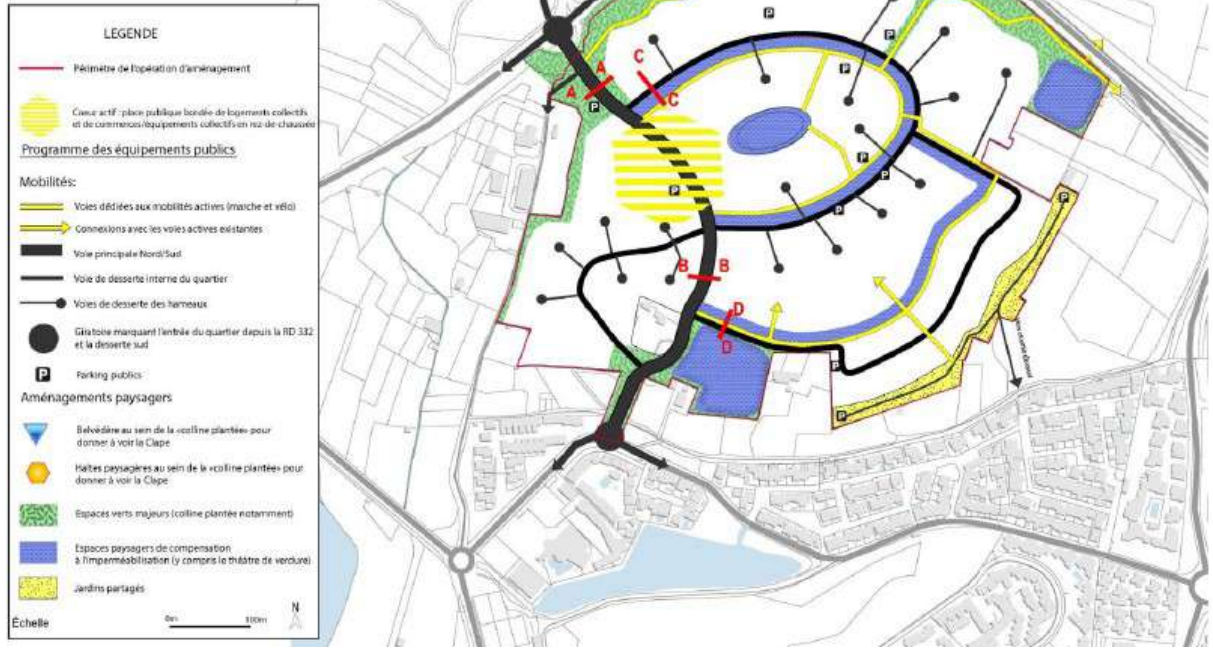 LEGENDE
Périmètre de l'opération d'aménagement
Coeur actif : place publique bordée de logements collectifs
et de commerces/équipements collectifs en rez-de-chaussée
Programme des équipements publics
Mobilités:
Voies dédiées aux mobilités actives (marche et vélo)
Connexions avec les voies actives existantes
Voie principale Nord/Sud
Voie de desserte interne du quartier
Voies de desserte des hameaux
Giratoire marquant l'entrée du quartier depuis la RD 332
et la desserte sud
P
Parking publics
Aménagements paysagers
Belvédère au sein de la «colline plantée» pour
donner à voir la Clape
Haltes paysagères au sein de la «colline plantée» pour
donner à voir la Clape
Espaces verts majeurs (colline plantée notamment)
Espaces paysagers de compensation
à l'imperméabilisation (y compris le théâtre de verdure)
Jardins partagés
Échelle
0m
100m
N
P
P
P
A
A
P
C
C
P
P
P
P
P
P
B
B
D
D
P
P